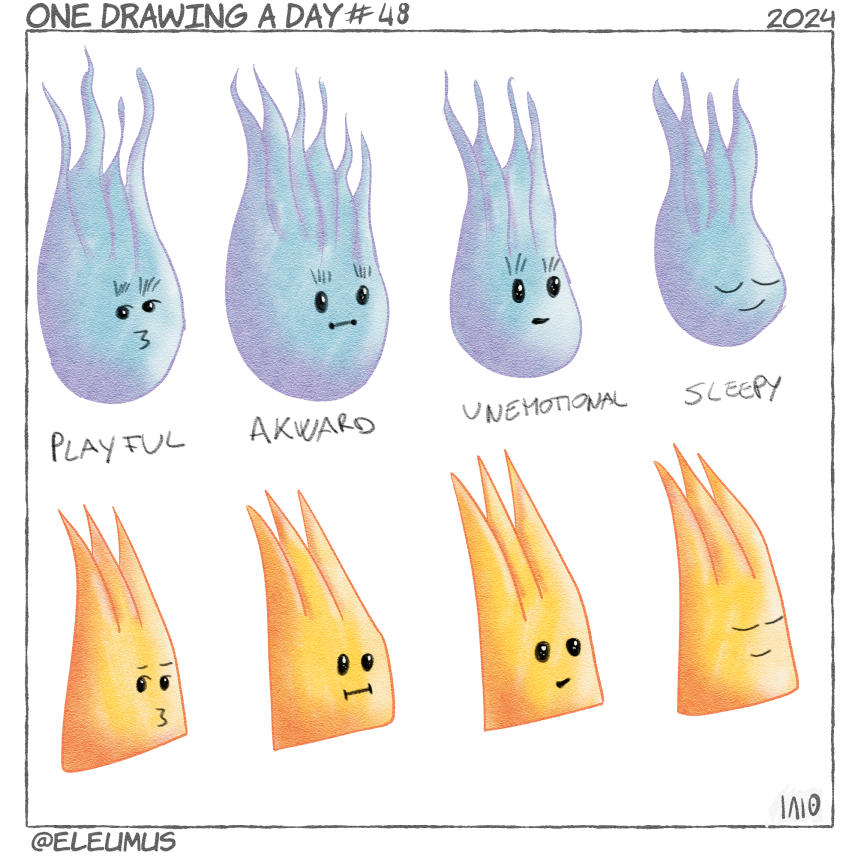 ONE DRAWING A DAY # 48
2024
PLAYFUL
AKWARD
UNEMOTIONAL
SLEEPY
@ELEUMUS